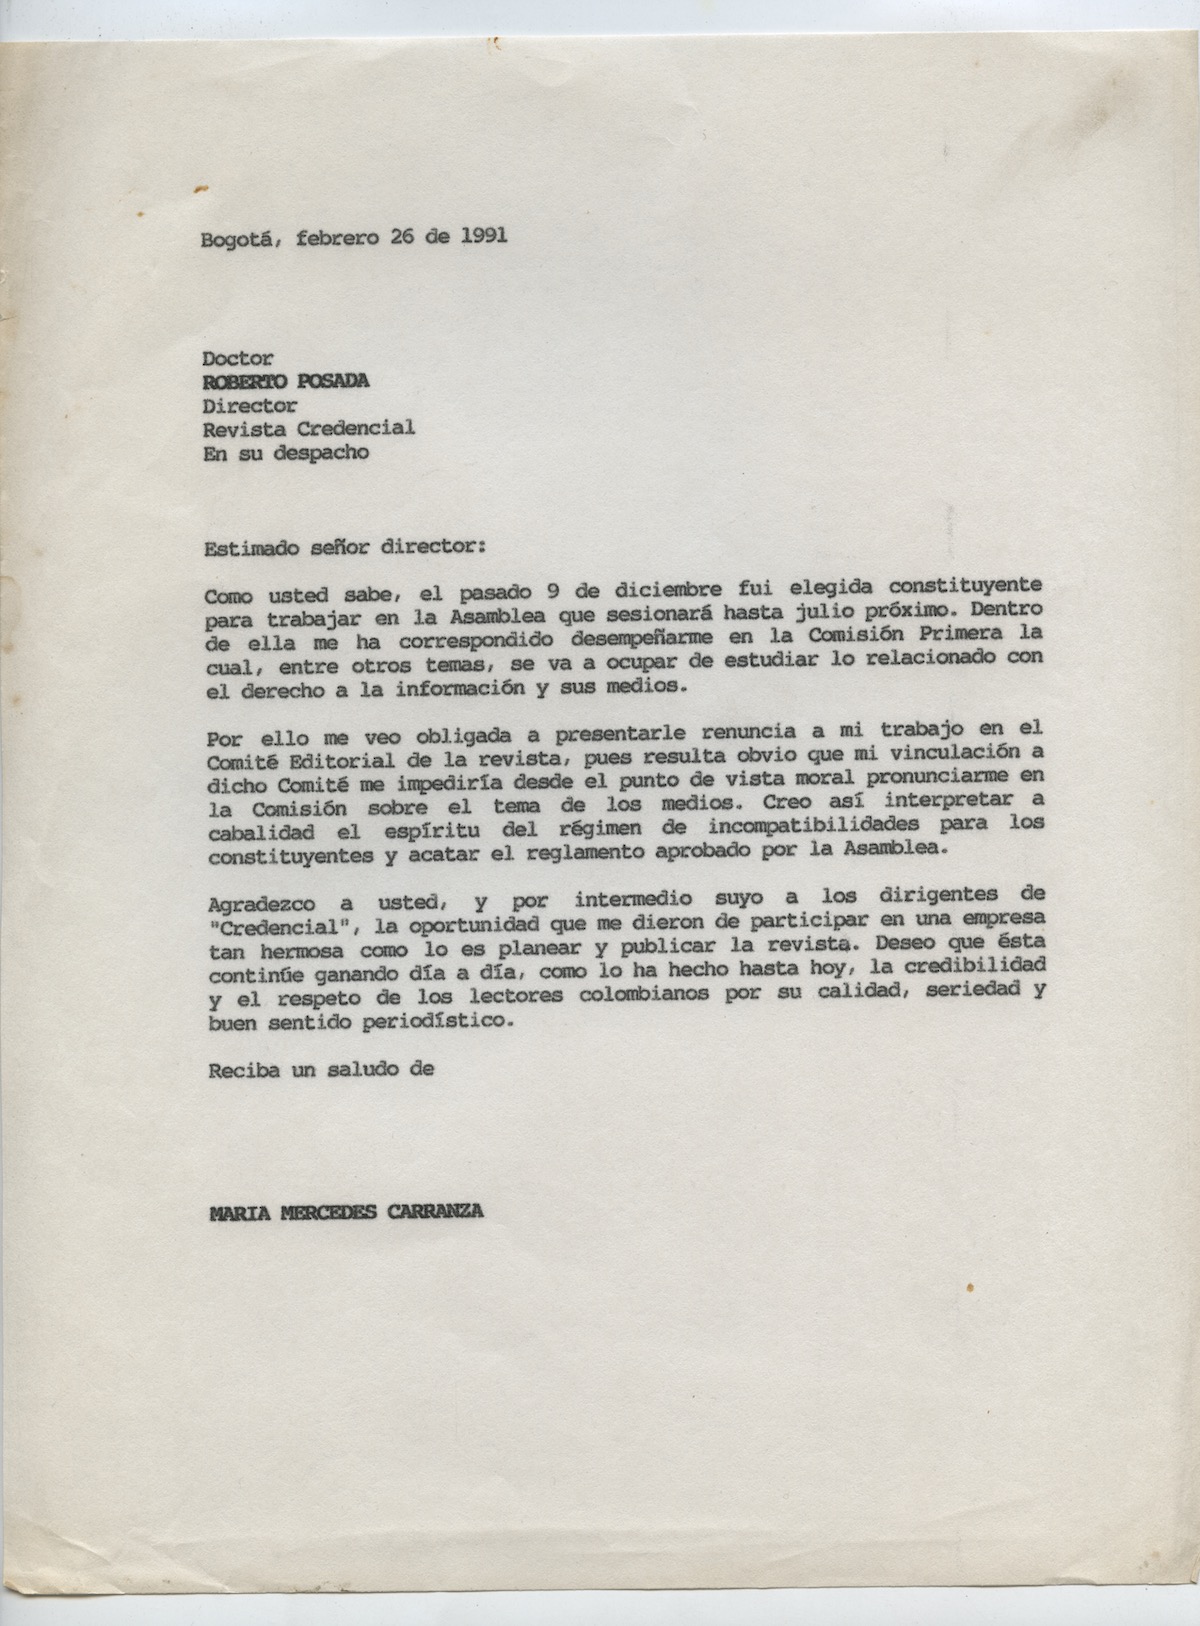 Bogotá, febrero 26 de 1991
Doctor
ROBERTO POSADA
Director
Revista Credencial
En su despacho
Estimado señor director:
Como usted sabe, el pasado 9 de diciembre fui elegida constituyente
para trabajar en la Asamblea que sesionará hasta julio próximo. Dentro
de ella me ha correspondido desempeñarme en la Comisión Primera la
cual, entre otros temas, se va a ocupar de estudiar lo relacionado con
el derecho a la información y sus medios.
Por ello me veo obligada a presentarle renuncia a mi trabajo en el
Comité Editorial de la revista, pues resulta obvio que mi vinculación a
dicho Comité me impediría desde el punto de vista moral pronunciarme en
la Comisión sobre el tema de los medios. Creo así interpretar a
cabalidad el espíritu del régimen de incompatibilidades para los
constituyentes y acatar el reglamento aprobado por la Asamblea.
Agradezco a usted, y por intermedio suyo a los dirigentes de
"Credencial", la oportunidad que me dieron de participar en una empresa
tan hermosa como lo es planear y publicar la revista. Deseo que ésta
continúe ganando día a día, como lo ha hecho hasta hoy, la credibilidad
y el respeto de los lectores colombianos por su calidad, seriedad y
buen sentido periodístico.
Reciba un saludo de
MARIA MERCEDES CARRANZA